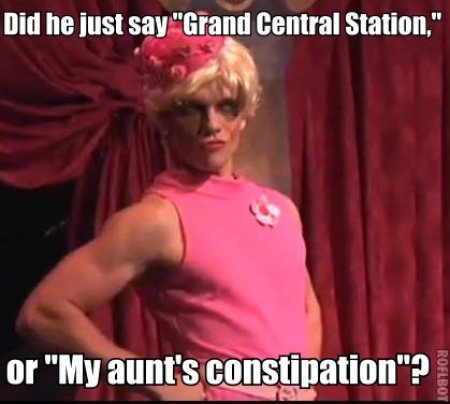 Did he just say "Grand Central Station,"
or "My aunt's constipation"?
ROFLBOT